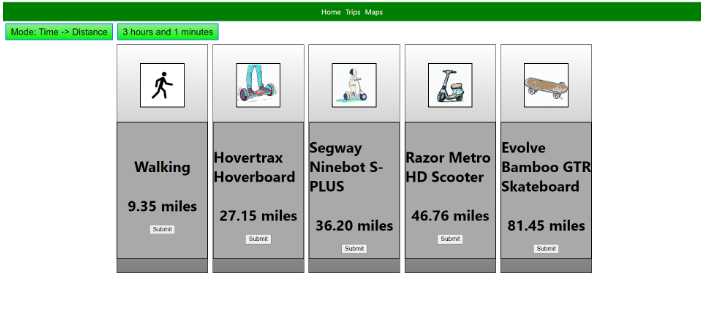 Home Trips Maps
Mode: Time -> Distance
3 hours and 1 minutes
Walking
9.35 miles
Submit
Hovertrax
Hoverboard
27.15 miles
Submit
Segway
Ninebot S-
PLUS
36.20 miles
Submit
Razor Metro
HD Scooter
46.76 miles
Submit
Evolve
Bamboo GTR
Skateboard
81.45 miles
Submit